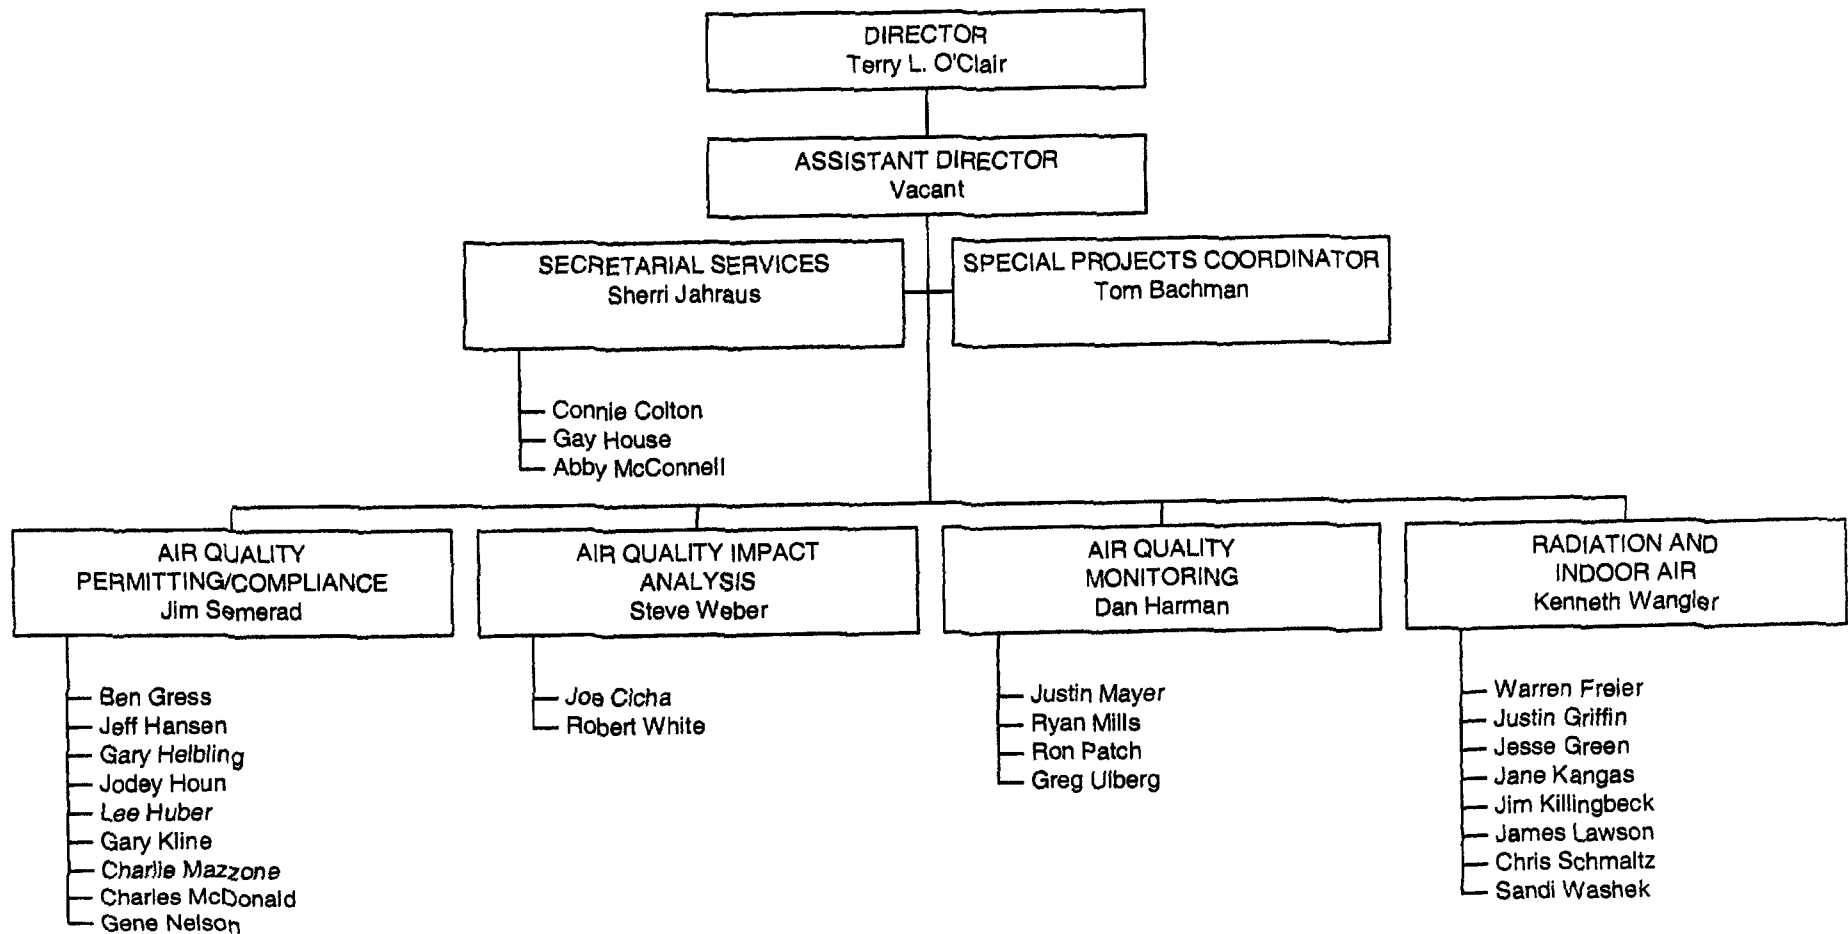 DIRECTOR
Terry L. O'Clair
ASSISTANT DIRECTOR
Vacant
SECRETARIAL SERVICES
Sherri Jahraus
SPECIAL PROJECTS COORDINATOR
Tom Bachman
Connie Colton
Gay House
Abby McConnell
AIR QUALITY
PERMITTING/COMPLIANCE
Jim Semerad
Ben Gress
Jeff Hansen
Gary Helbling
Jodey Houn
Lee Huber
Gary Kline
Charlie Mazzone
Charles McDonald
Gene Nelson
AIR QUALITY IMPACT
ANALYSIS
Steve Weber
Joe Cicha
Robert White
AIR QUALITY
MONITORING
Dan Harman
Justin Mayer
Ryan Mills
Ron Patch
Greg Ulberg
RADIATION AND
INDOOR AIR
Kenneth Wangler
Warren Freier
Justin Griffin
Jesse Green
Jane Kangas
Jim Killingbeck
James Lawson
Chris Schmaltz
Sandi Washek